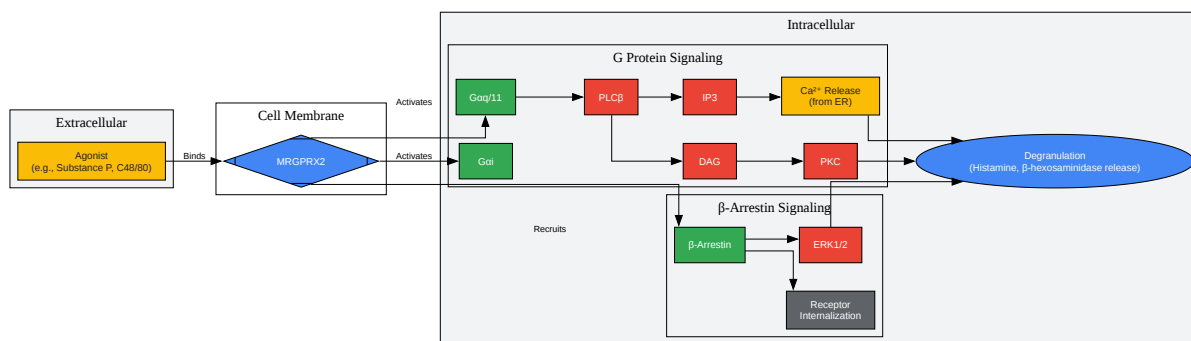 Intracellular
G Protein Signaling
Extracellular
Agonist
(e.g., Substance P, C48/80)
Binds
Cell Membrane
MRGPRX2
Activates
Activates
Gαq/11
PLCβ
IP3
Ca²⁺ Release
(from ER)
Gαi
DAG
PKC
Degranulation
(Histamine, β-hexosaminidase release)
Recruits
β-Arrestin Signaling
β-Arrestin
ERK1/2
Receptor
Internalization